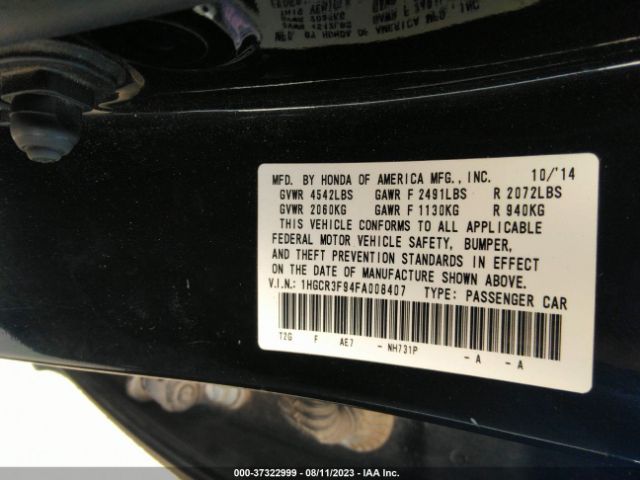 MFD. BY HONDA OF AMERICA MFG., INC. 10/'14
GVWR 4542LBS GAWR F 2491LBS R 2072LBS
GVWR 2060KG GAWR F 1130KG R 940KG
THIS VEHICLE CONFORMS TO ALL APPLICABLE
FEDERAL MOTOR VEHICLE SAFETY, BUMPER,
AND THEFT PREVENTION STANDARDS IN EFFECT
ON THE DATE OF MANUFACTURE SHOWN ABOVE.
V.I.N.: 1HGCR3F94FA008407 TYPE: PASSENGER CAR
T2G F AE7 - NH731P - A - A
000-37322999 - 08/11/2023 - IAA Inc.